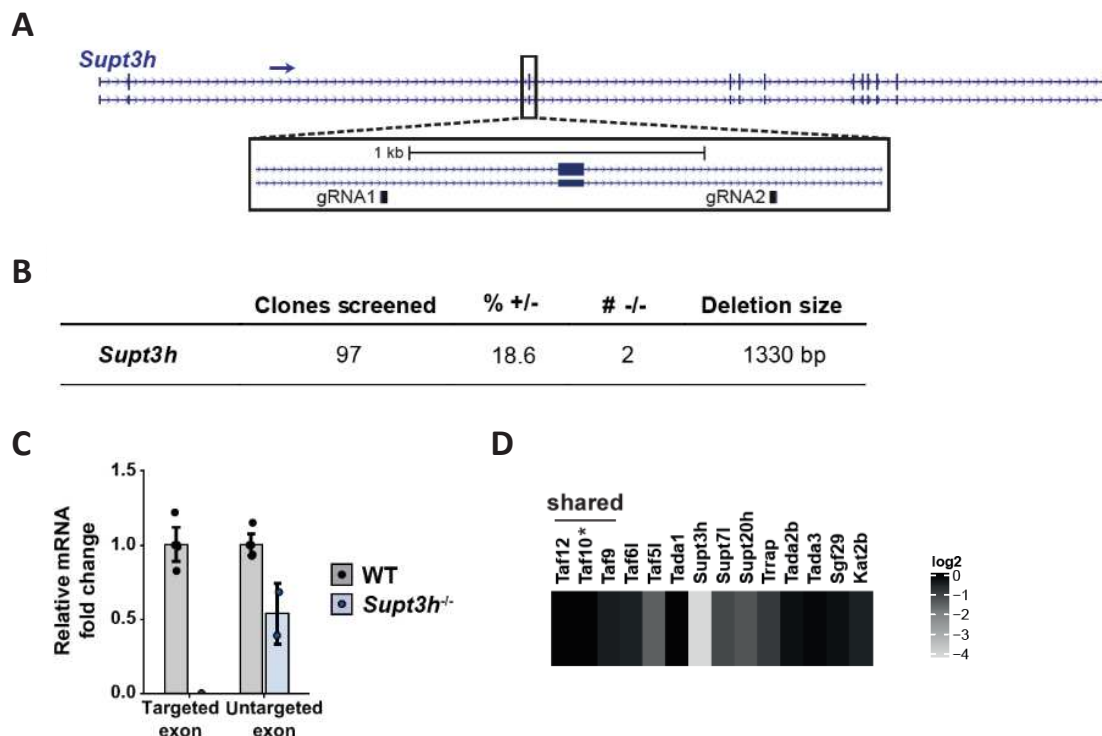 A
Supt3h
1 kb
gRNA1
gRNA2
B
Clones screened % +/- # -/- Deletion size
Supt3h 97 18.6 2 1330 bp
C
Relative mRNA
fold change
1.5
1.0
0.5
0.0
Targeted
exon
Untargeted
exon
WT
Supt3h-/-
D
shared
Taf12
Taf10*
Taf9
Taf6l
Taf5l
Tada1
Supt3h
Supt7l
Supt20h
Trrap
Tada2b
Tada3
Sgf29
Kat2b
log2
0
−1
−2
−3
−4